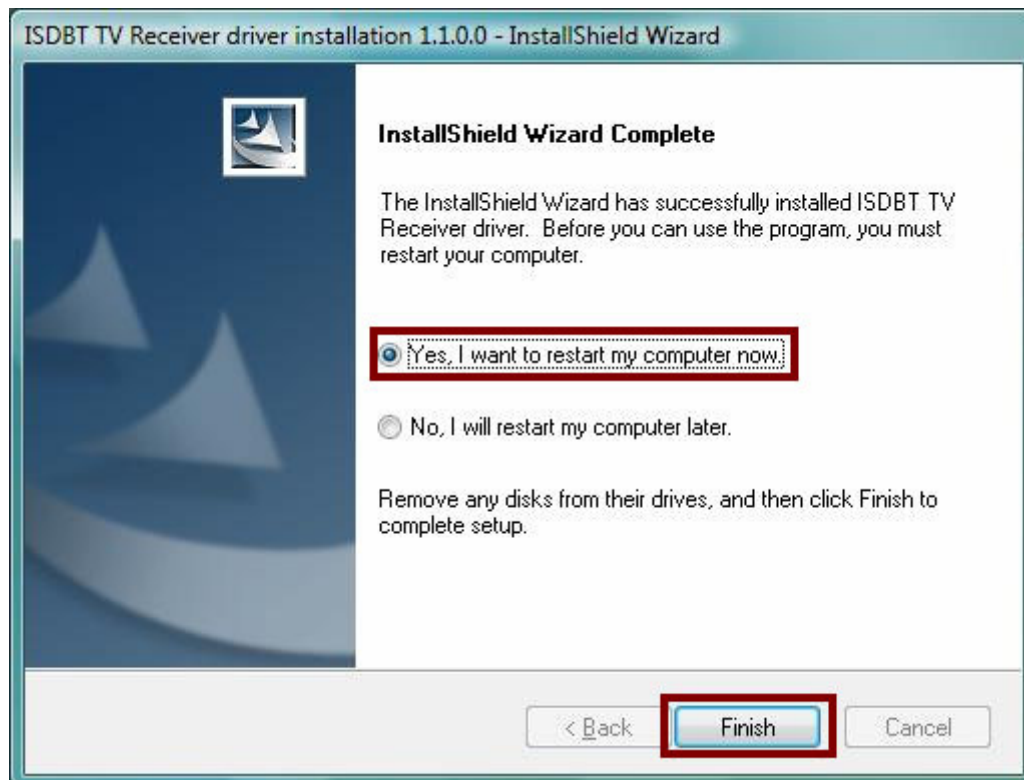 ISDBT TV Receiver driver installation 1.1.0.0 - InstallShield Wizard
InstallShield Wizard Complete
The InstallShield Wizard has successfully installed ISDBT TV
Receiver driver.  Before you can use the program, you must
restart your computer.
Yes, I want to restart my computer now.
No, I will restart my computer later.
Remove any disks from their drives, and then click Finish to
complete setup.
< Back
Finish
Cancel